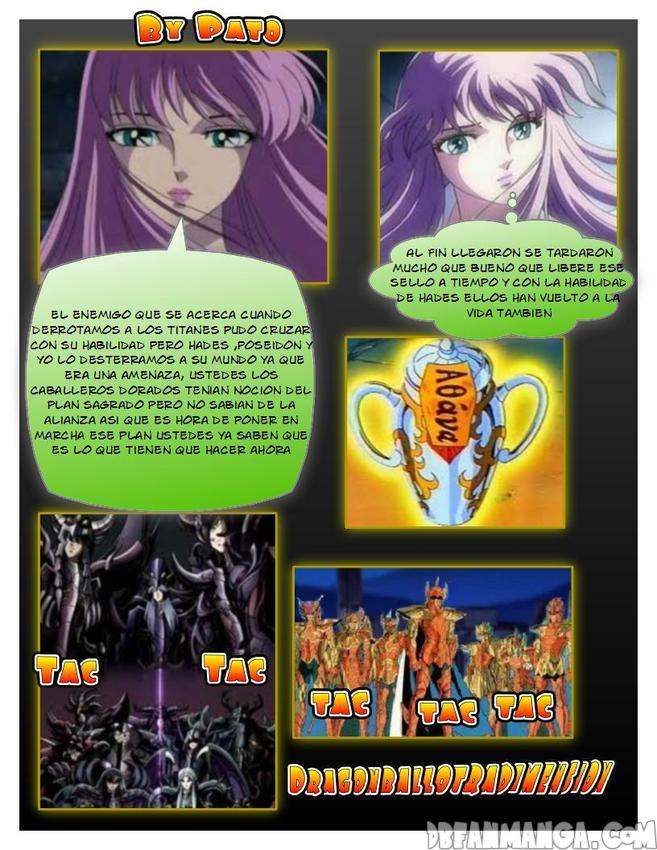 By Pato
EL ENEMIGO QUE SE ACERCA CUANDO
DERROTAMOS A LOS TITANES PUDO CRUZAR
CON SU HABILIDAD PERO HADES ,POSEIDON Y
YO LO DESTERRAMOS A SU MUNDO YA QUE
ERA UNA AMENAZA, USTEDES LOS
CABALLEROS DORADOS TENIAN NOCION DEL
PLAN SAGRADO PERO NO SABIAN DE LA
ALIANZA ASI QUE ES HORA DE PONER EN
MARCHA ESE PLAN USTEDES YA SABEN QUE
ES LO QUE TIENEN QUE HACER AHORA
AL FIN LLEGARON SE TARDARON
MUCHO QUE BUENO QUE LIBERE ESE
SELLO A TIEMPO Y CON LA HABILIDAD
DE HADES ELLOS HAN VUELTO A LA
VIDA TAMBIEN
Αθάνα
TAC
TAC
TAC
TAC
TAC
DRAGONBALLOTRADIMENSION
DBFANMANGA.COM